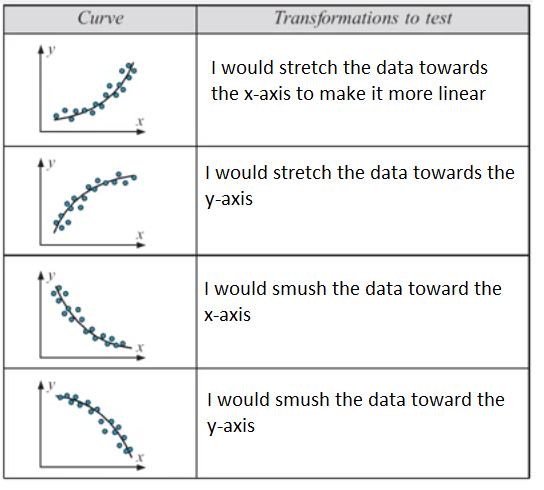 Curve Transformations to test
y
x
I would stretch the data towards
the x-axis to make it more linear
y
x
I would stretch the data towards the
y-axis
y
x
I would smush the data toward the
x-axis
y
x
I would smush the data toward the
y-axis